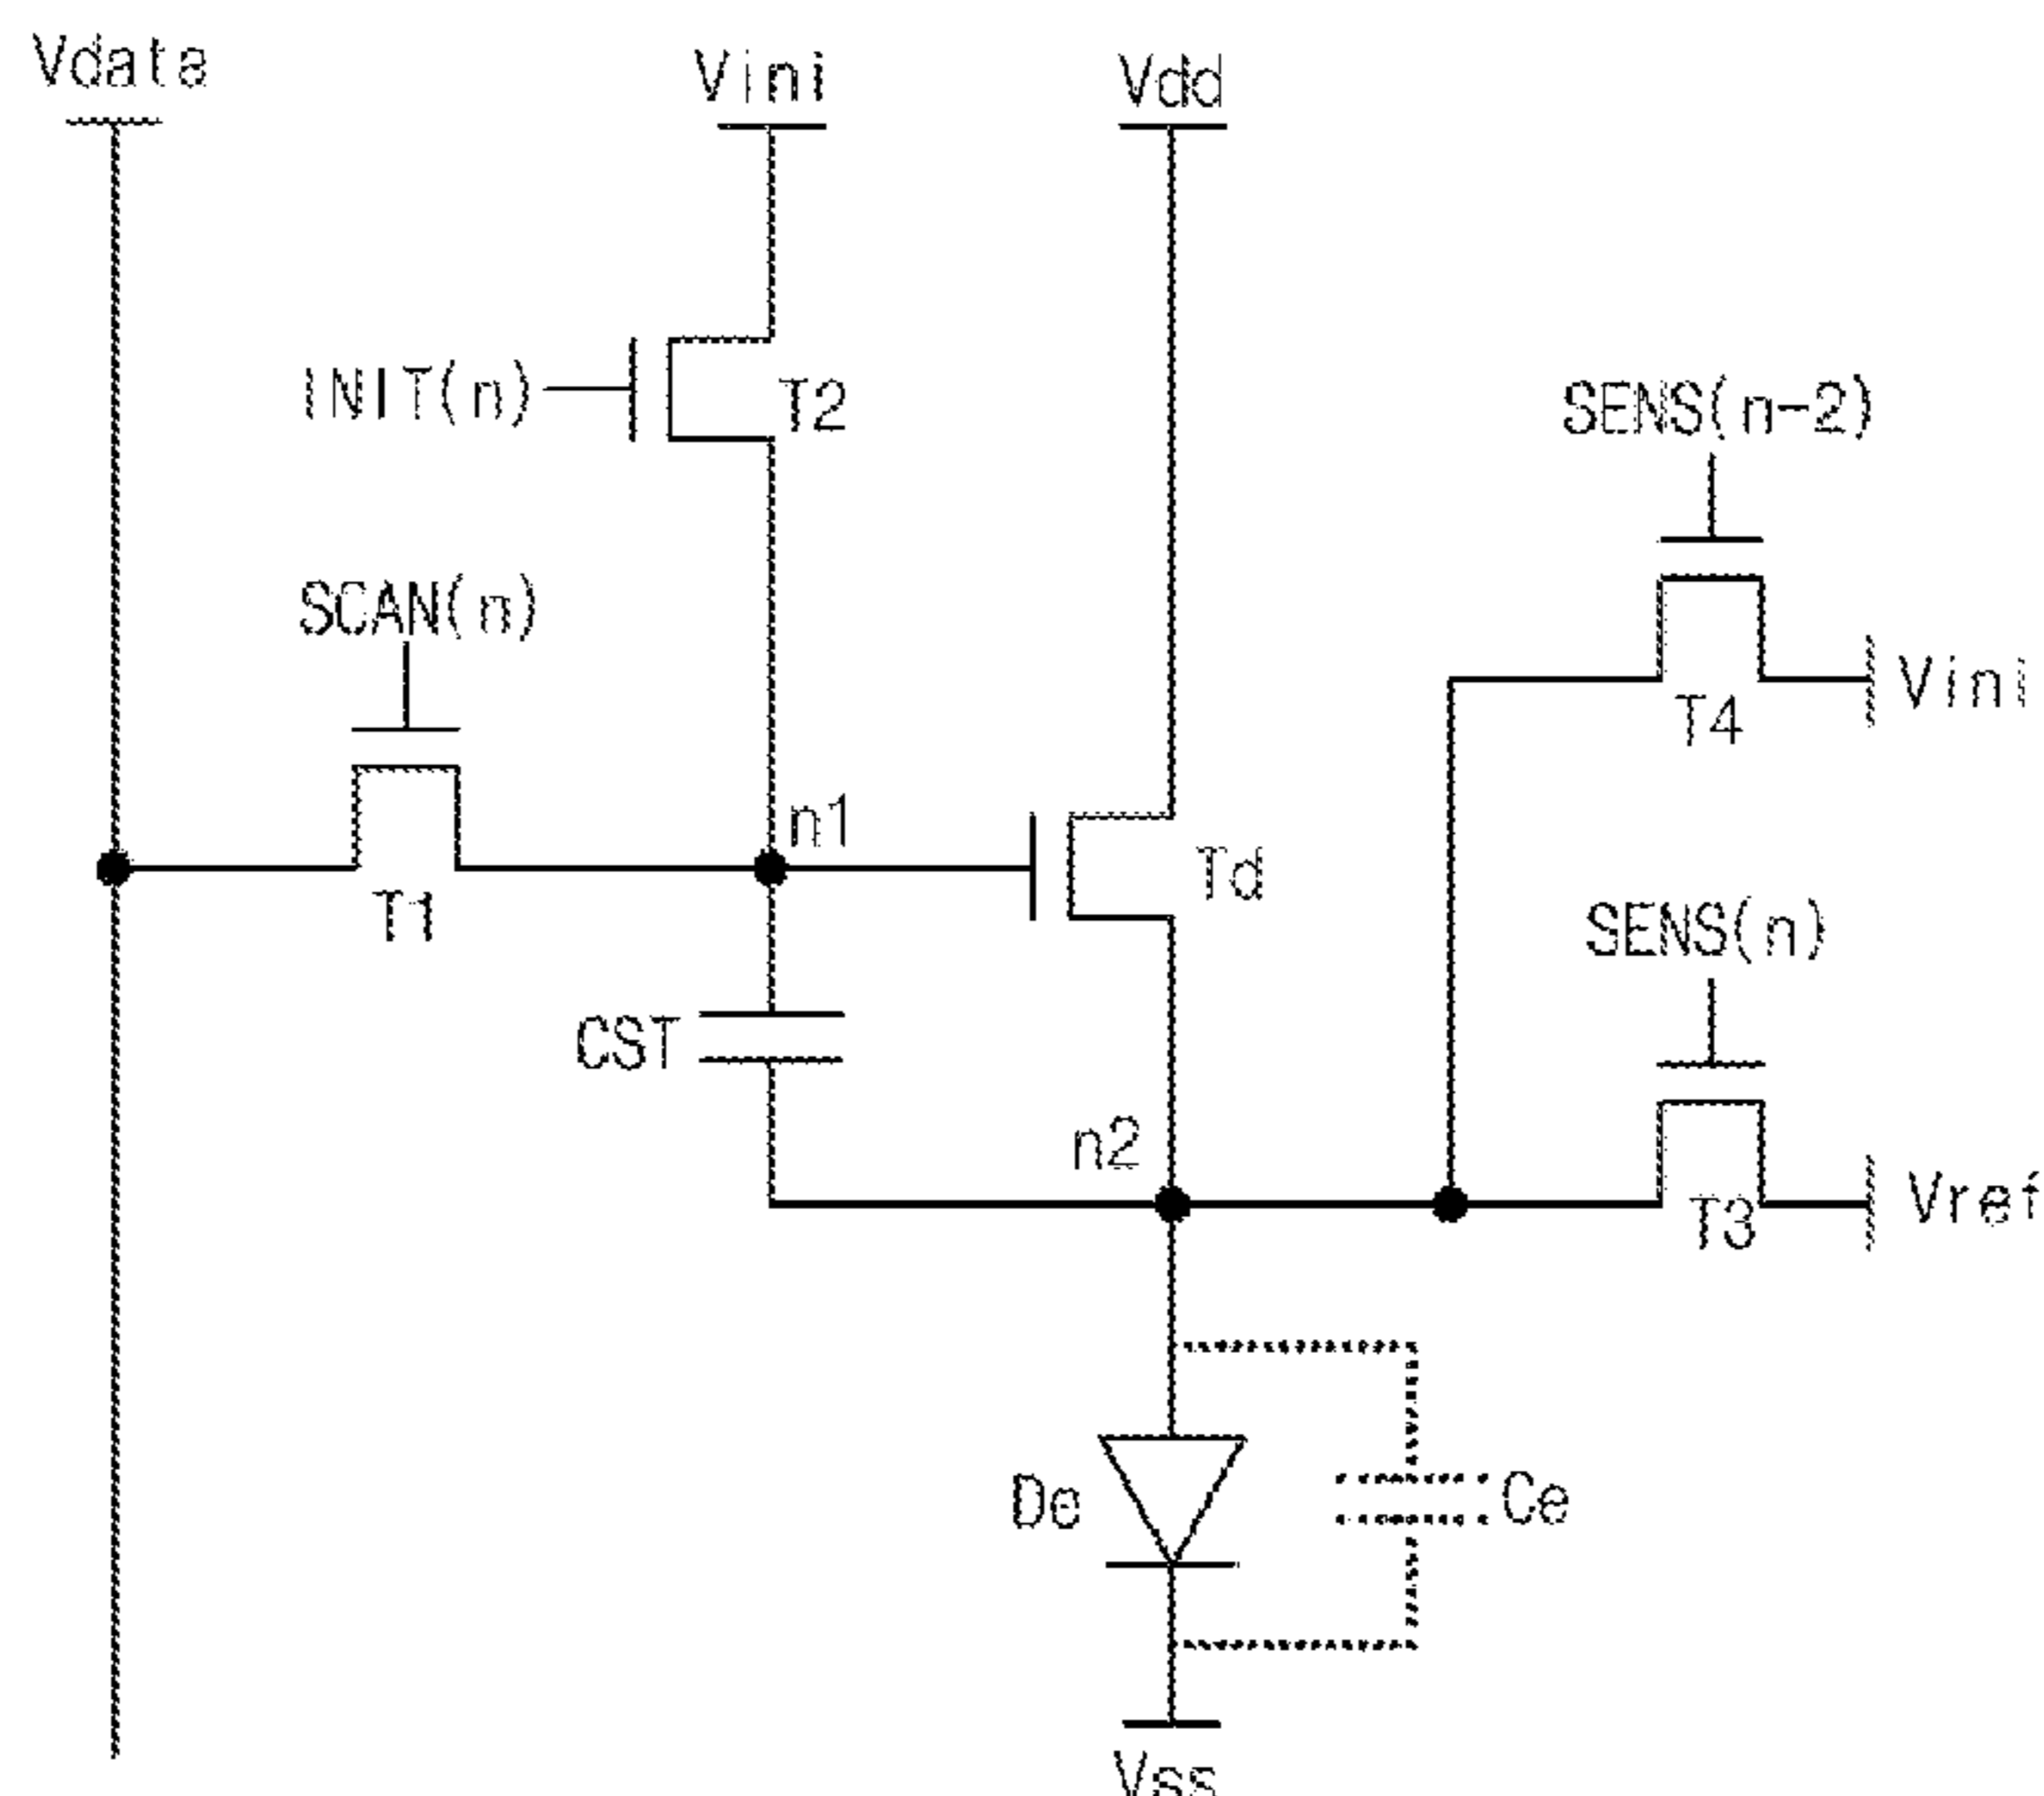 Vdata
Vini
Vdd
INIT(n)
T2
SENS(n-2)
SCAN(n)
Vini
T4
n1
Td
T1
SENS(n)
CST
n2
Vref
T3
De
Ce
Vss